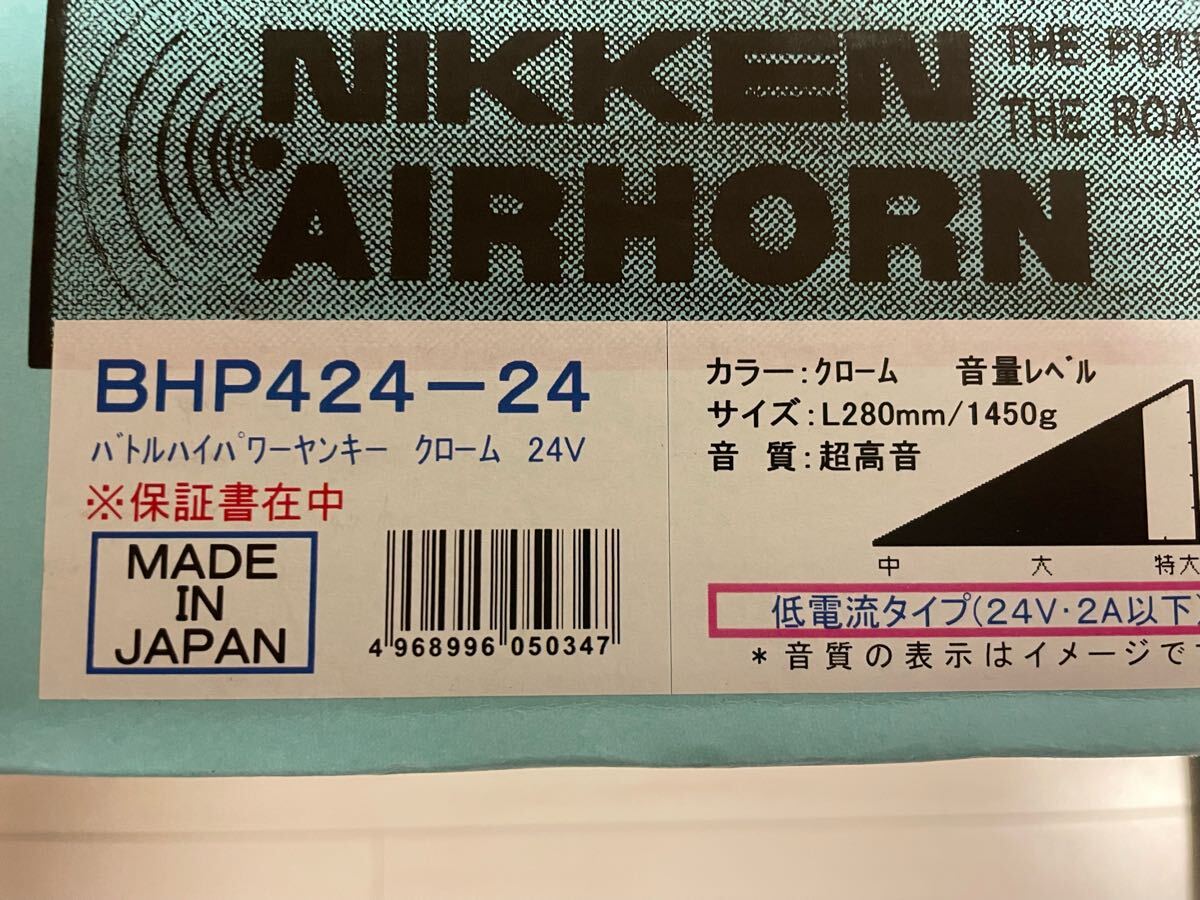 NIKKEN
AIRHORN
THE FUT
THE ROA
BHP424-24
ﾊﾞﾄﾙﾊｲﾊﾟﾜｰﾔﾝｷｰ ｸﾛｰﾑ 24V
※保証書在中
MADE
IN
JAPAN
4 968996 050347
カラー:ｸﾛｰﾑ 音量ﾚﾍﾞﾙ
サイズ:L280mm/1450g
音 質:超高音
中 大 特大
低電流タイプ(24V・2A以下)
*音質の表示はイメージで